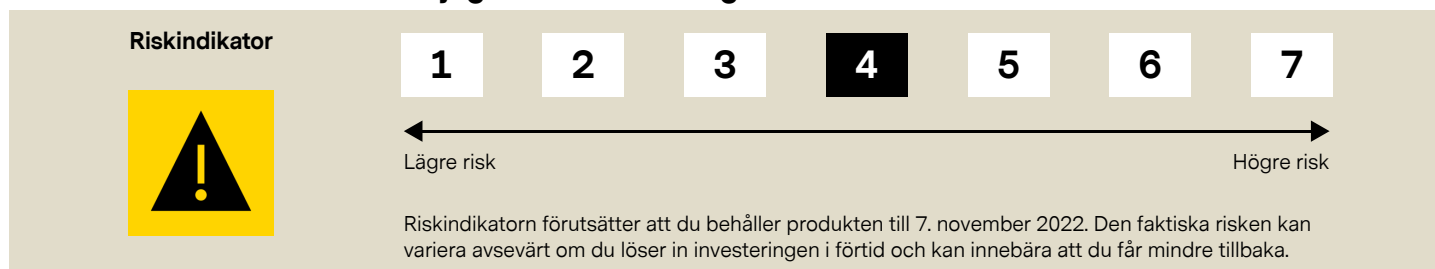 Riskindikator
1 2 3 4 5 6 7
Lägre risk Högre risk
Riskindikatorn förutsätter att du behåller produkten till 7. november 2022. Den faktiska risken kan
variera avsevärt om du löser in investeringen i förtid och kan innebära att du får mindre tillbaka.